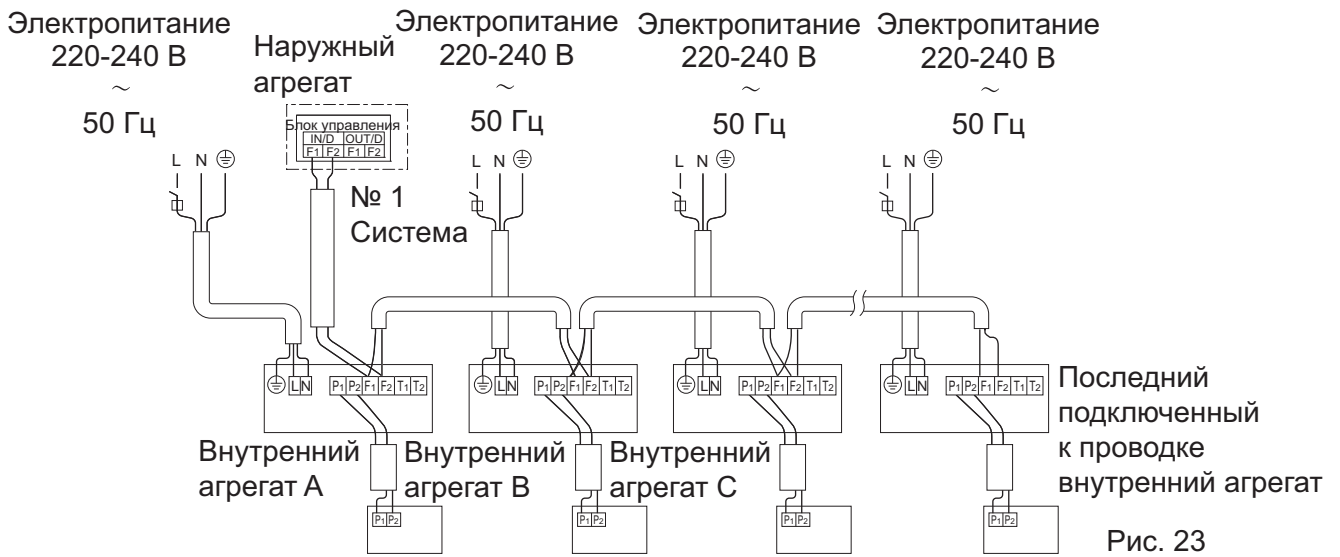 Электропитание
220-240 В
~
50 Гц
Наружный
агрегат
Блок управления
IN/D OUT/D
F1 F2 F1 F2
Электропитание
220-240 В
~
50 Гц
Электропитание
220-240 В
~
50 Гц
Электропитание
220-240 В
~
50 Гц
L N
№ 1
Система
L N
L N
L N
L N P1 P2 F1 F2 T1 T2
L N P1 P2 F1 F2 T1 T2
L N P1 P2 F1 F2 T1 T2
L N P1 P2 F1 F2 T1 T2
Внутренний
агрегат A
Внутренний
агрегат B
Внутренний
агрегат C
Последний
подключенный
к проводке
внутренний агрегат
P1 P2
P1 P2
P1 P2
P1 P2
Рис. 23